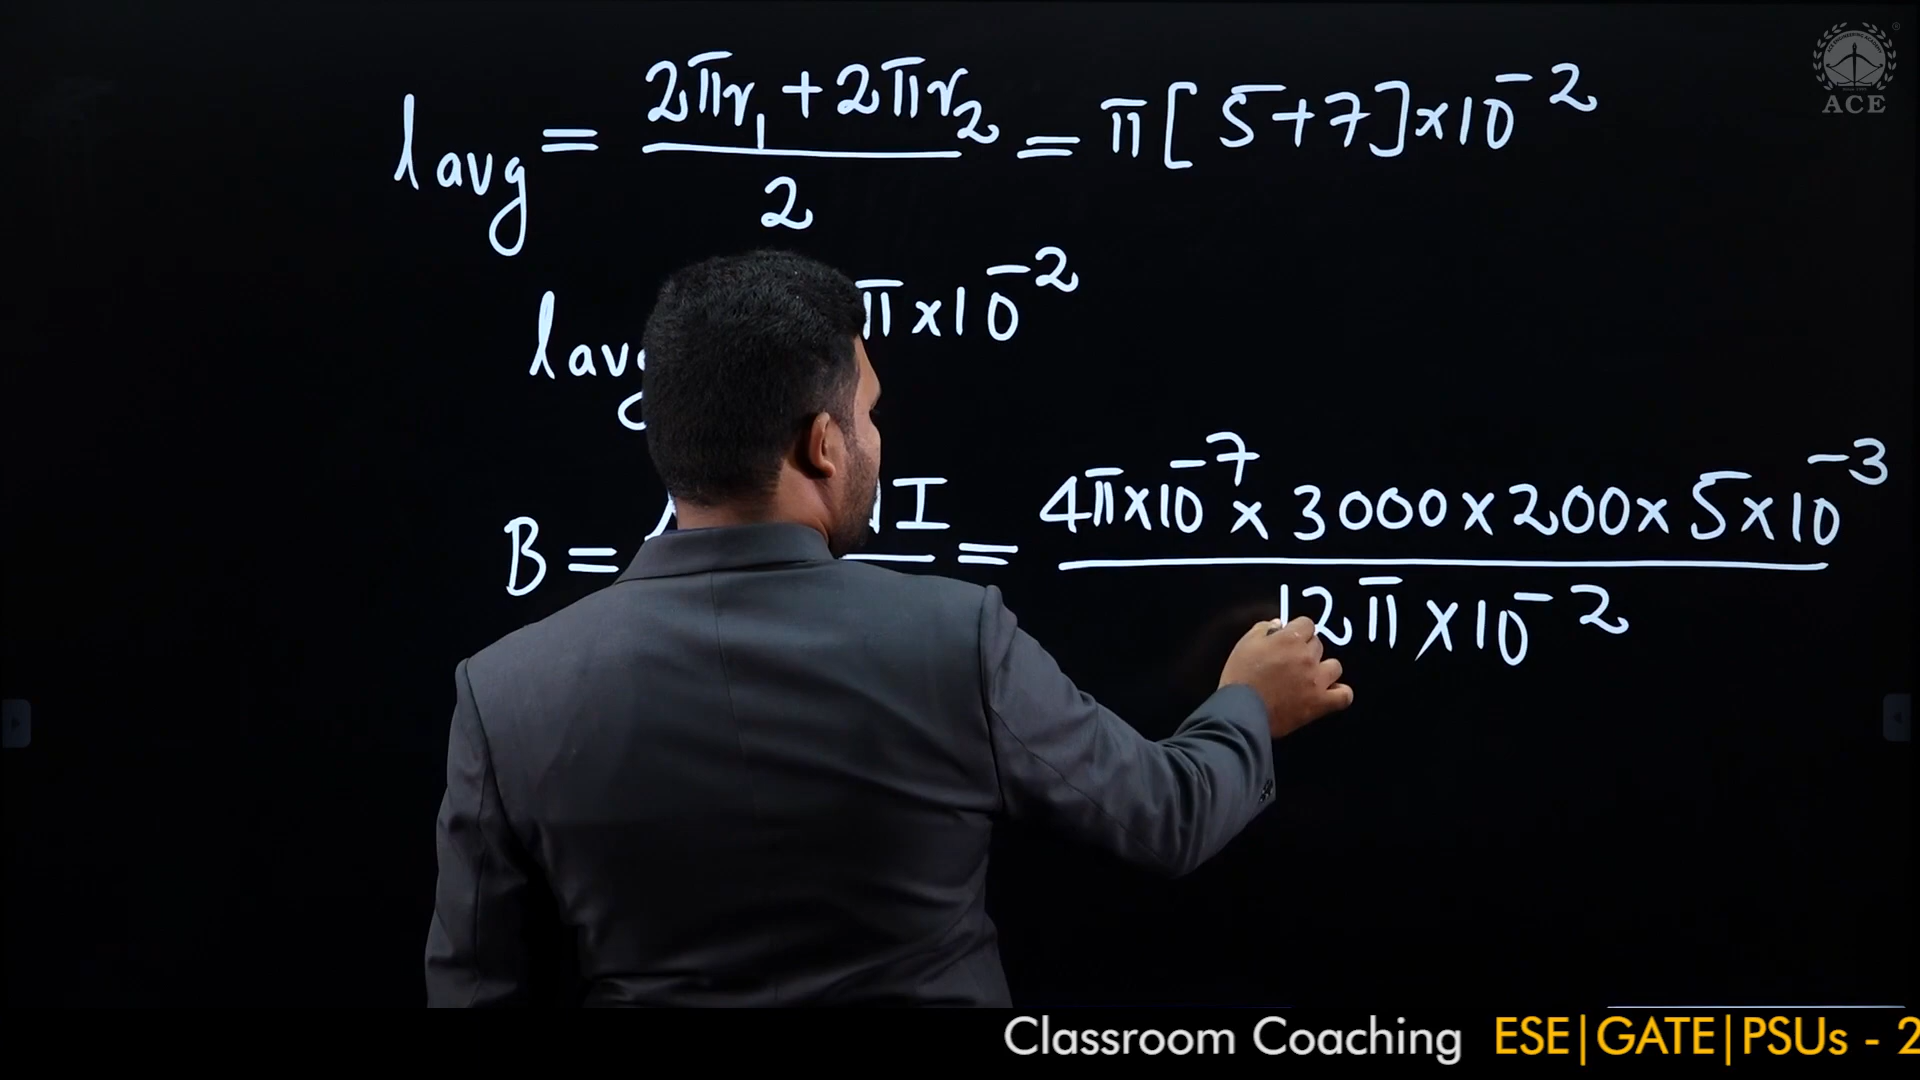 ACE
l avg = 2πr₁ + 2πr₂ / 2 = π[5+7]×10⁻²
π×10⁻²
B = I = 4π×10⁻⁷ × 3000 × 200 × 5×10⁻³ / 12π×10⁻²
Classroom Coaching ESE|GATE|PSUs - 2